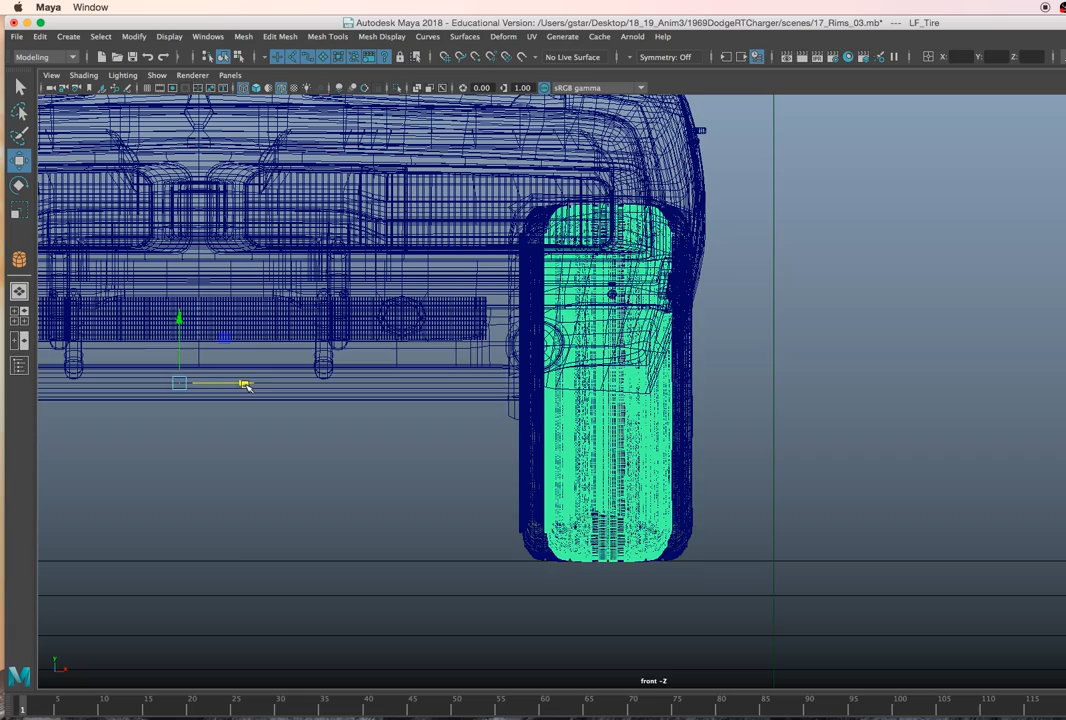 Maya Window
Autodesk Maya 2018 - Educational Version: /Users/gstar/Desktop/18_19_Anim3/1969DodgeRTCharger/scenes/17_Rims_03.mb* --- LF_Tire
File Edit Create Select Modify Display Windows Mesh Edit Mesh Mesh Tools Mesh Display Curves Surfaces Deform UV Generate Cache Arnold Help
Modeling No Live Surface Symmetry: Off X: Y: Z:
View Shading Lighting Show Renderer Panels
0.00 1.00 sRGB gamma
Y
X
front -Z
5 10 15 20 25 30 35 40 45 50 55 60 65 70 75 80 85 90 95 100 105 110 115
1